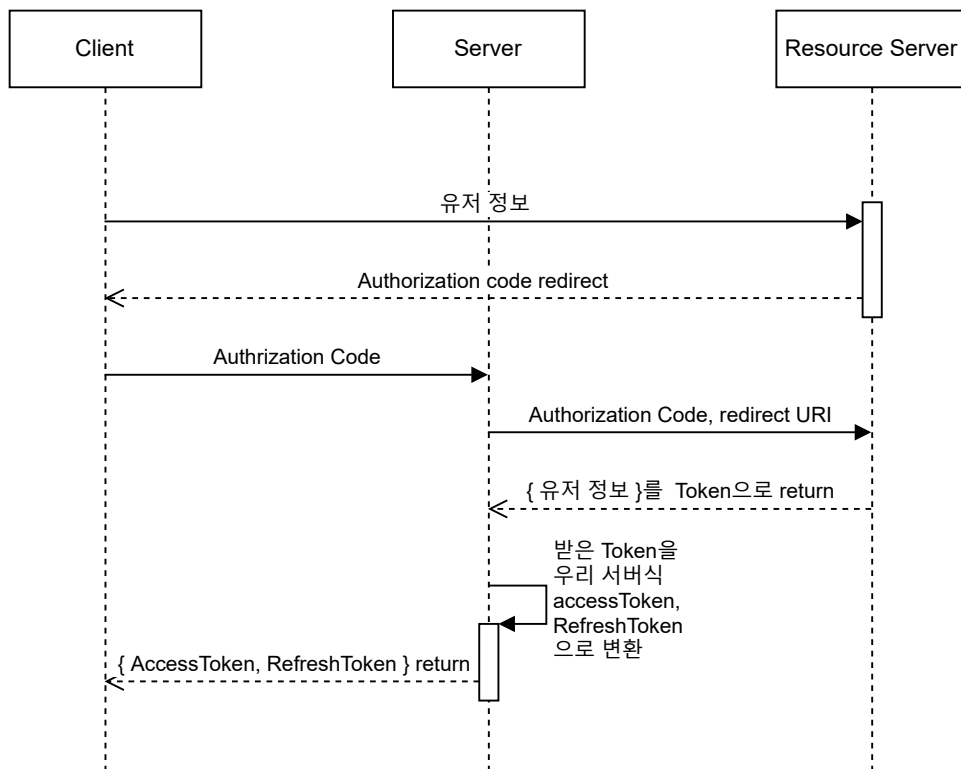 Client
Server
Resource Server
유저 정보
Authorization code redirect
Authrization Code
Authorization Code, redirect URI
{ 유저 정보 }를  Token으로 return
받은 Token을
우리 서버식
accessToken,
RefreshToken
으로 변환
{ AccessToken, RefreshToken } return